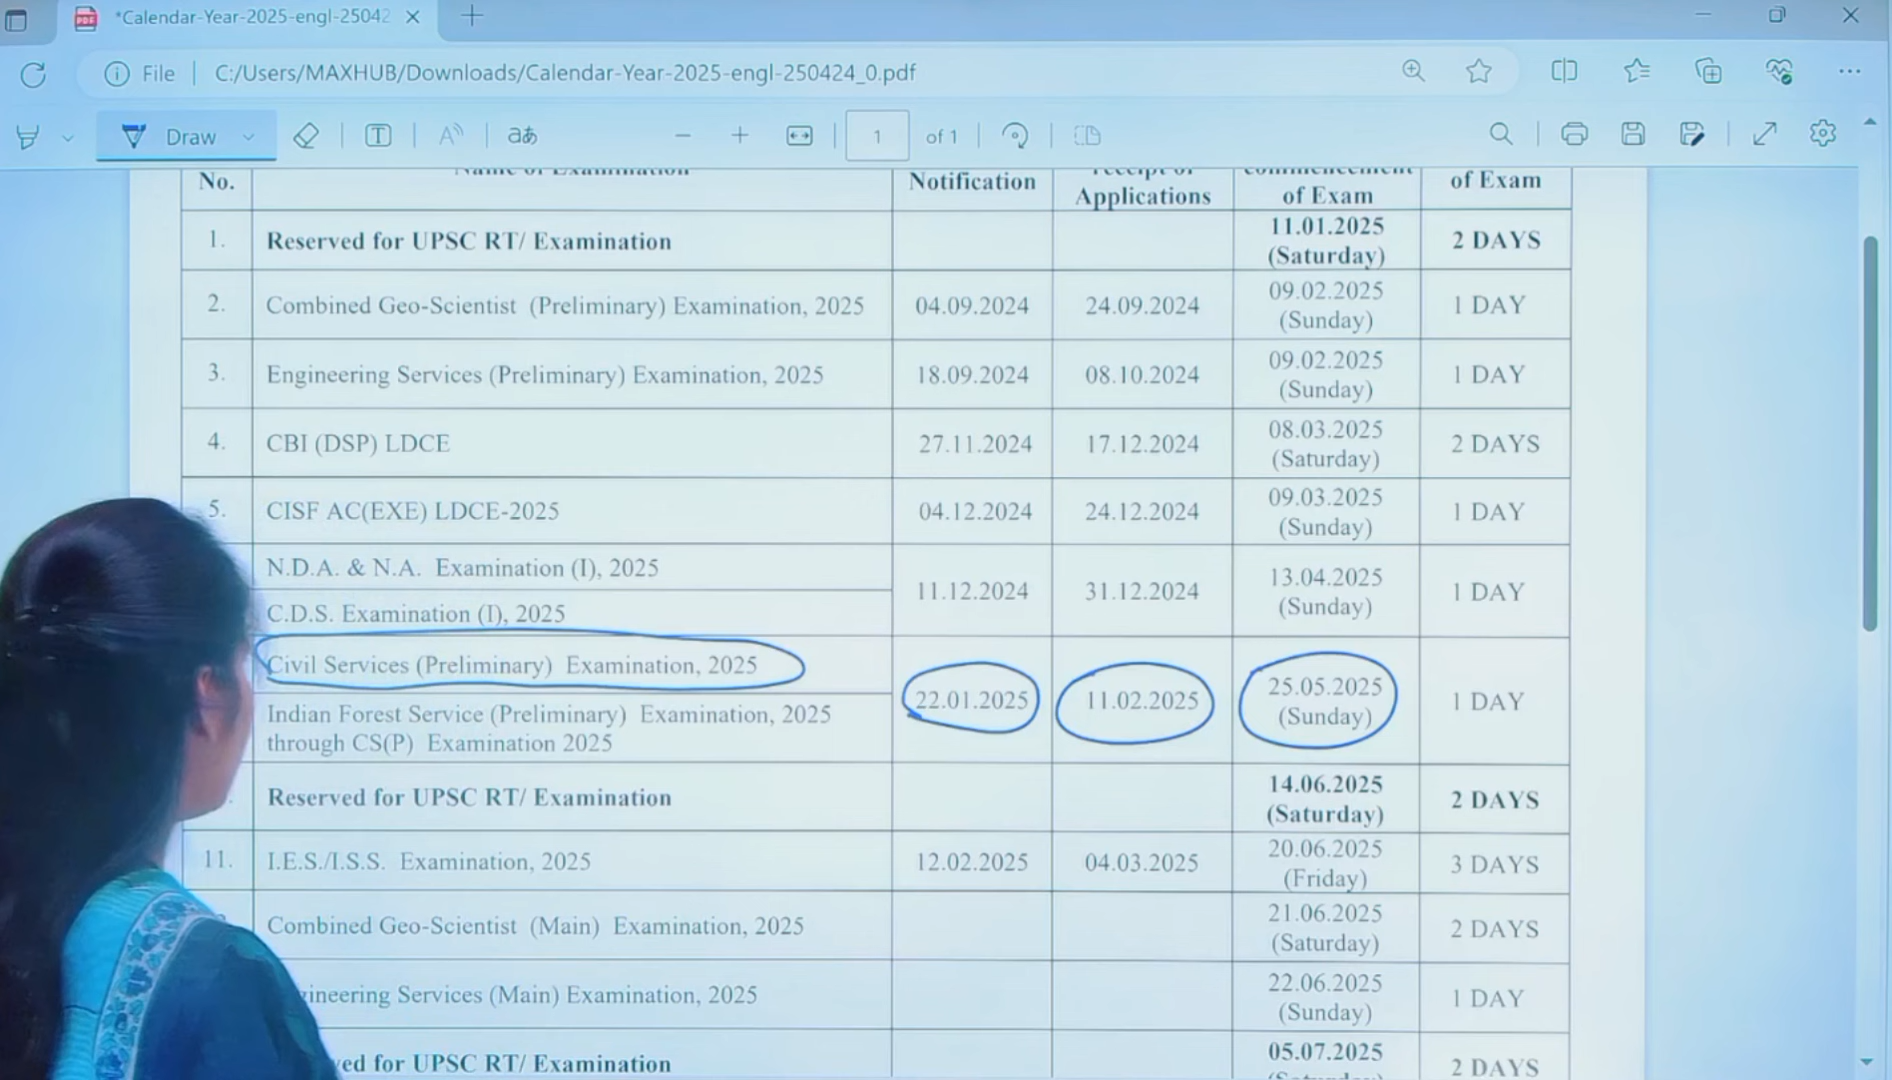 *Calendar-Year-2025-engl-25042
File
C:/Users/MAXHUB/Downloads/Calendar-Year-2025-engl-250424_0.pdf
Draw
aあ
1 of 1
No. Name of Examination Notification Receipt of Applications Commencement of Exam of Exam
1. Reserved for UPSC RT/ Examination 11.01.2025 (Saturday) 2 DAYS
2. Combined Geo-Scientist (Preliminary) Examination, 2025 04.09.2024 24.09.2024 09.02.2025 (Sunday) 1 DAY
3. Engineering Services (Preliminary) Examination, 2025 18.09.2024 08.10.2024 09.02.2025 (Sunday) 1 DAY
4. CBI (DSP) LDCE 27.11.2024 17.12.2024 08.03.2025 (Saturday) 2 DAYS
5. CISF AC(EXE) LDCE-2025 04.12.2024 24.12.2024 09.03.2025 (Sunday) 1 DAY
N.D.A. & N.A. Examination (I), 2025
C.D.S. Examination (I), 2025
11.12.2024 31.12.2024 13.04.2025 (Sunday) 1 DAY
Civil Services (Preliminary) Examination, 2025
Indian Forest Service (Preliminary) Examination, 2025
through CS(P) Examination 2025
22.01.2025 11.02.2025 25.05.2025 (Sunday) 1 DAY
Reserved for UPSC RT/ Examination 14.06.2025 (Saturday) 2 DAYS
11. I.E.S./I.S.S. Examination, 2025 12.02.2025 04.03.2025 20.06.2025 (Friday) 3 DAYS
Combined Geo-Scientist (Main) Examination, 2025 21.06.2025 (Saturday) 2 DAYS
ineering Services (Main) Examination, 2025 22.06.2025 (Sunday) 1 DAY
ved for UPSC RT/ Examination 05.07.2025 2 DAYS